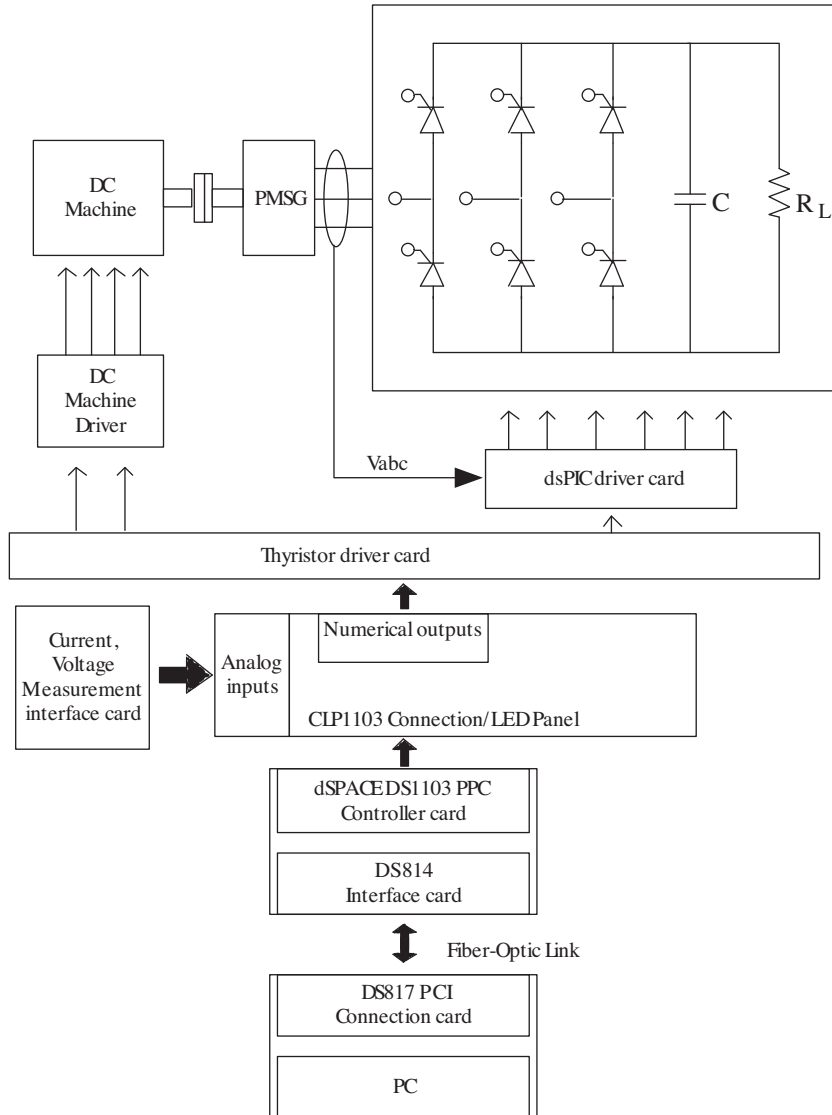 DC
Machine
PMSG
C
R L
DC
Machine
Driver
Vabc
dsPIC driver card
Thyristor driver card
Current,
Voltage
Measurement
interface card
Analog
inputs
Numerical outputs
CLP1103 Connection/LED Panel
dSPACE DS1103 PPC
Controller card
DS814
Interface card
Fiber-Optic Link
DS817 PCI
Connection card
PC